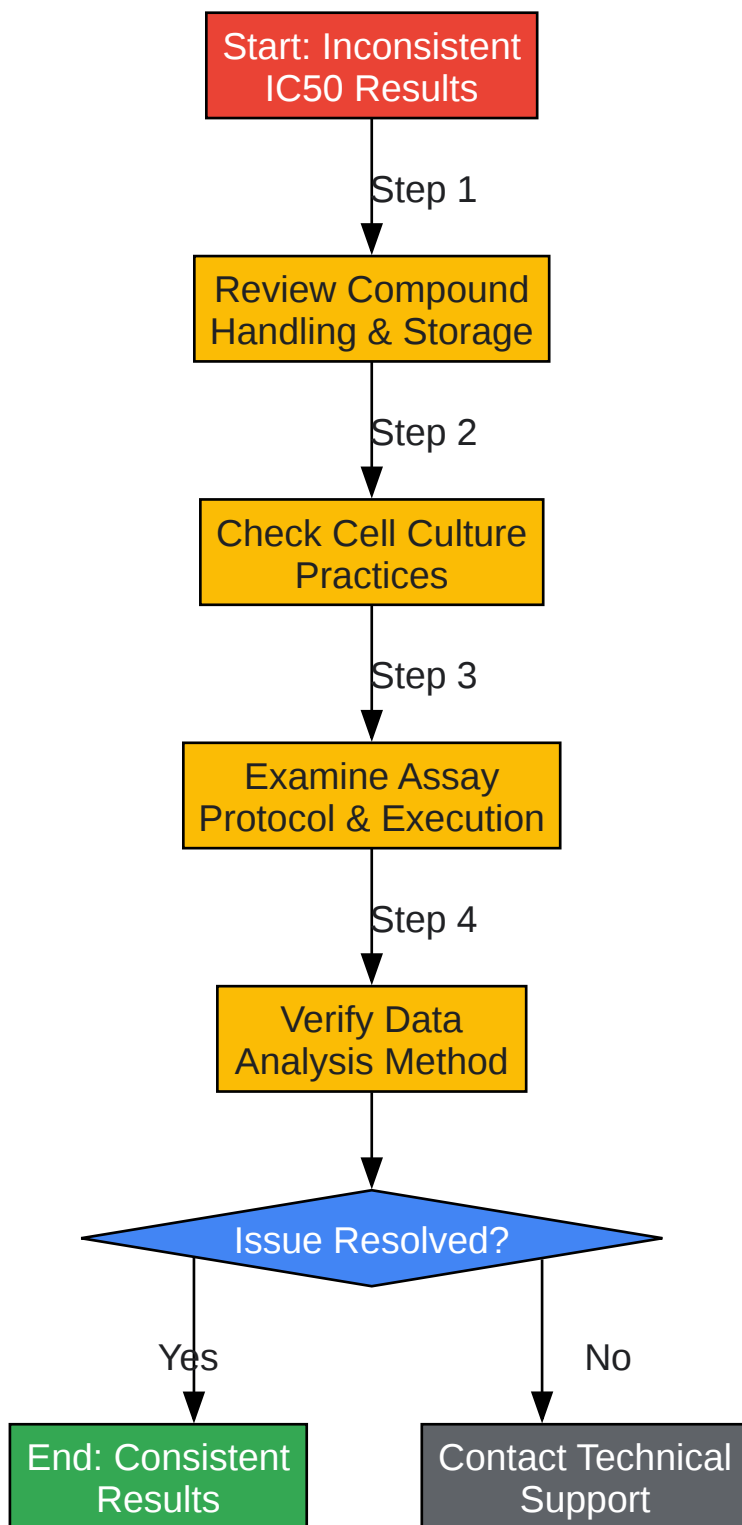 Start: Inconsistent
IC50 Results
Step 1
Review Compound
Handling & Storage
Step 2
Check Cell Culture
Practices
Step 3
Examine Assay
Protocol & Execution
Step 4
Verify Data
Analysis Method
Issue Resolved?
Yes
No
End: Consistent
Results
Contact Technical
Support